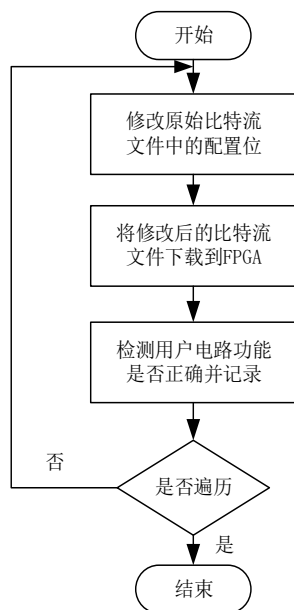 开始
修改原始比特流
文件中的配置位
将修改后的比特流
文件下载到FPGA
检测用户电路功能
是否正确并记录
否
是否遍历
是
结束